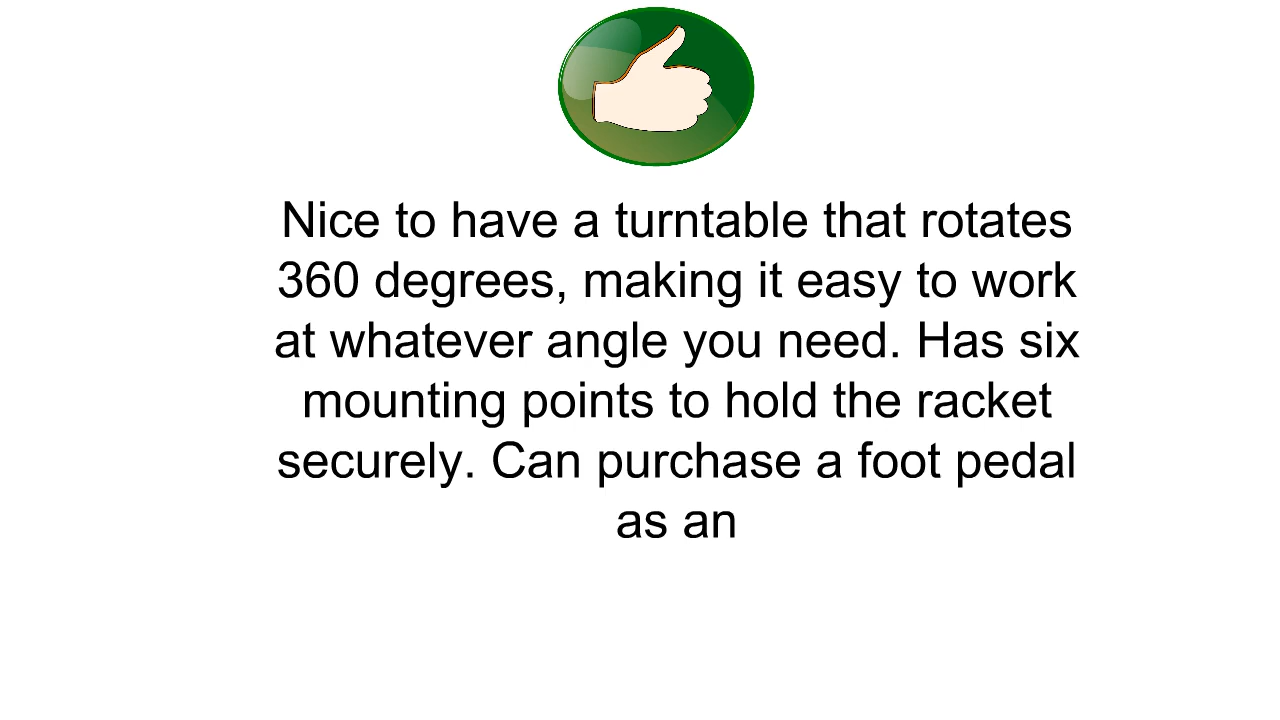 Nice to have a turntable that rotates
360 degrees, making it easy to work
at whatever angle you need. Has six
mounting points to hold the racket
securely. Can purchase a foot pedal
as an